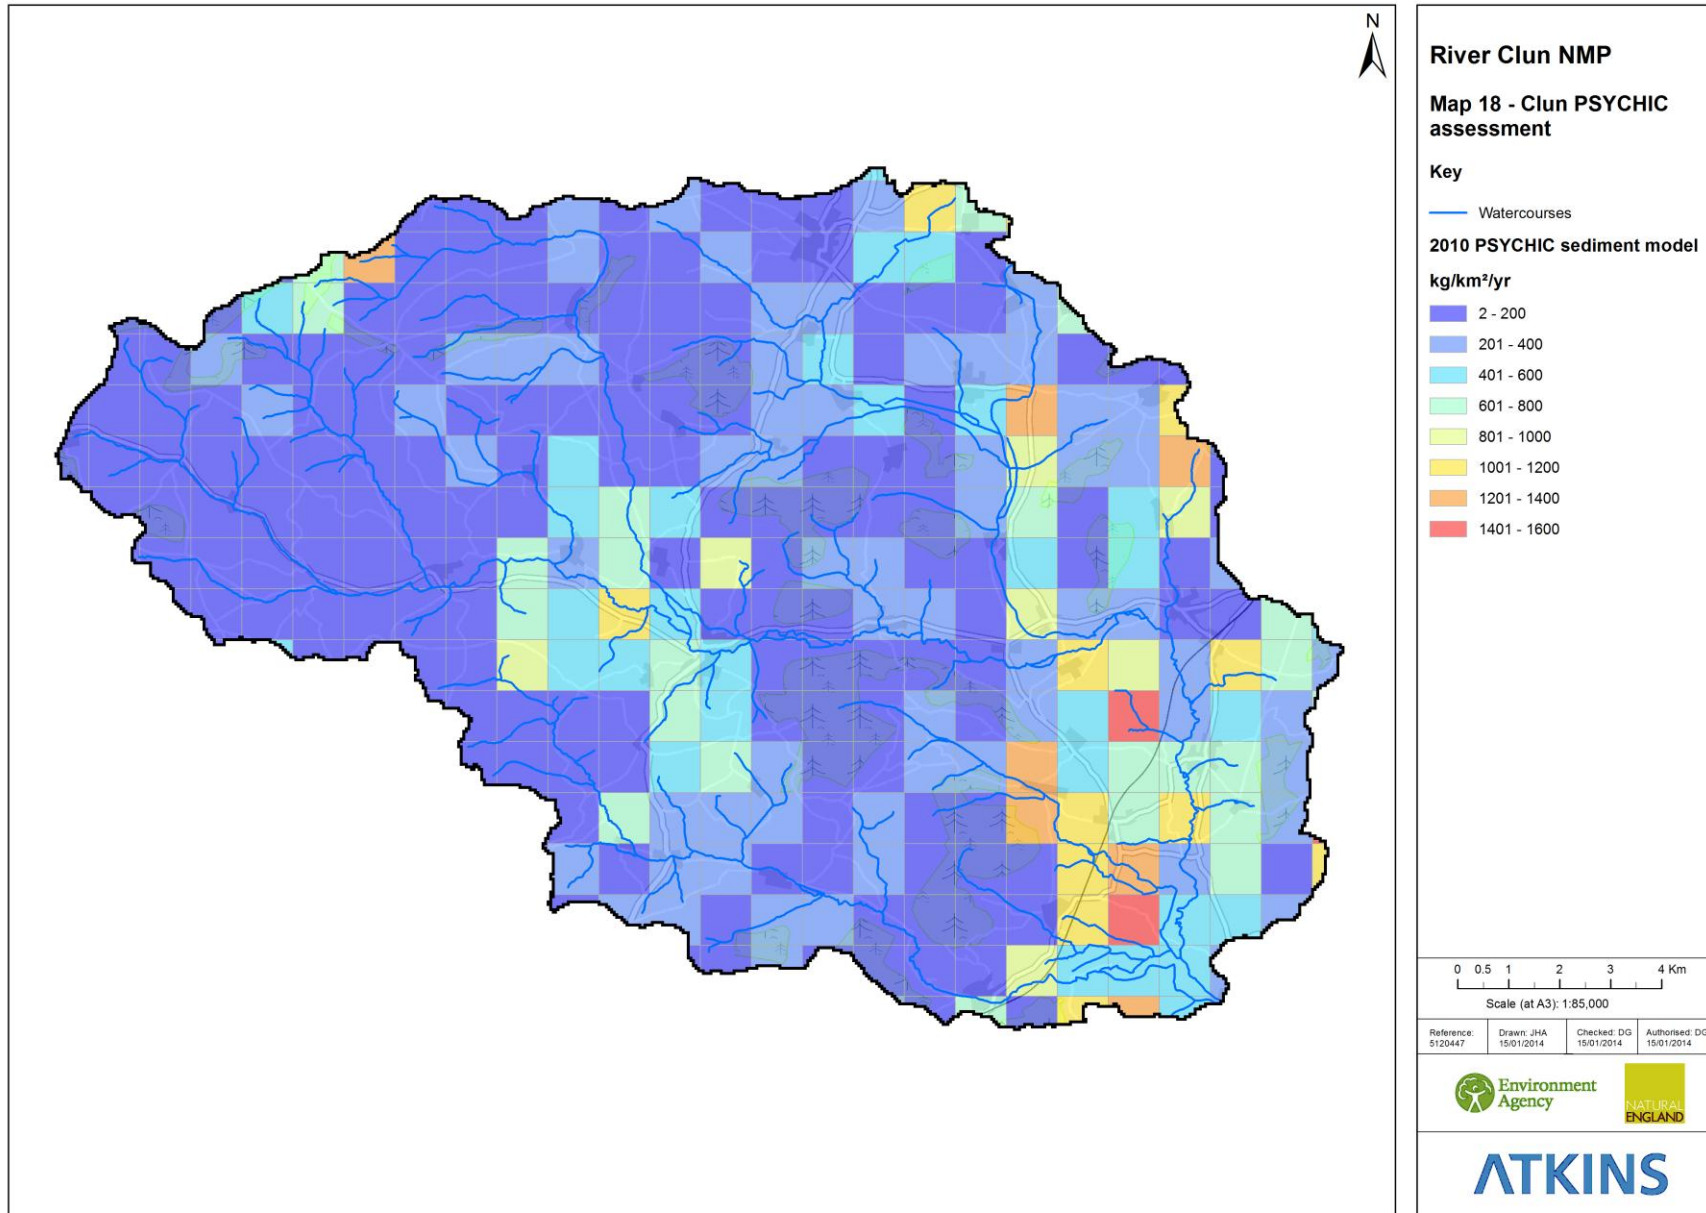 N
River Clun NMP
Map 18 - Clun PSYCHIC
assessment
Key
Watercourses
2010 PSYCHIC sediment model
kg/km²/yr
2 - 200
201 - 400
401 - 600
601 - 800
801 - 1000
1001 - 1200
1201 - 1400
1401 - 1600
0 0.5 1 2 3 4 Km
Scale (at A3): 1:85,000
Reference: Drawn: JHA Checked: DG Authorised: DG
5120447 15/01/2014 15/01/2014 15/01/2014
Environment
Agency
NATURAL
ENGLAND
ATKINS